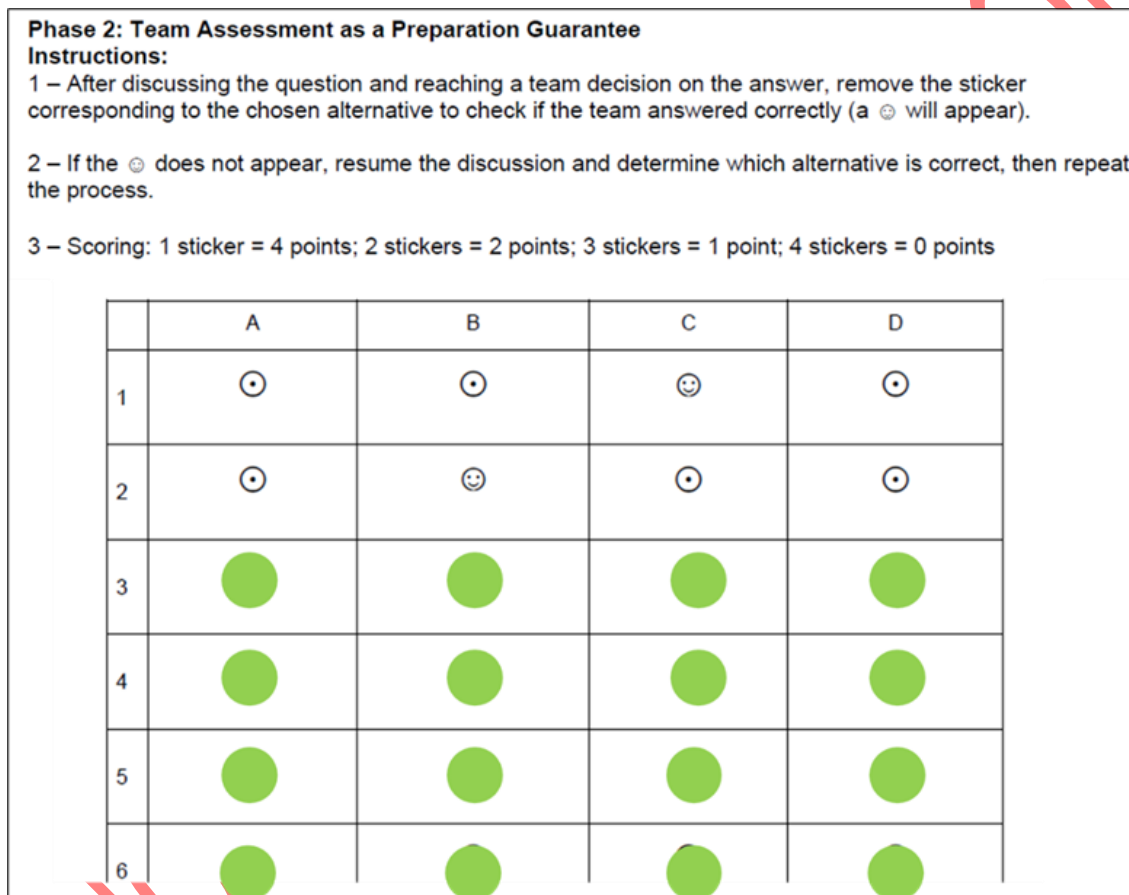 Phase 2: Team Assessment as a Preparation Guarantee
Instructions:
1 – After discussing the question and reaching a team decision on the answer, remove the sticker
corresponding to the chosen alternative to check if the team answered correctly (a ☺ will appear).
2 – If the ☺ does not appear, resume the discussion and determine which alternative is correct, then repeat
the process.
3 – Scoring: 1 sticker = 4 points; 2 stickers = 2 points; 3 stickers = 1 point; 4 stickers = 0 points
A B C D
1 ⊙ ⊙ ☺ ⊙
2 ⊙ ☺ ⊙ ⊙
3
4
5
6